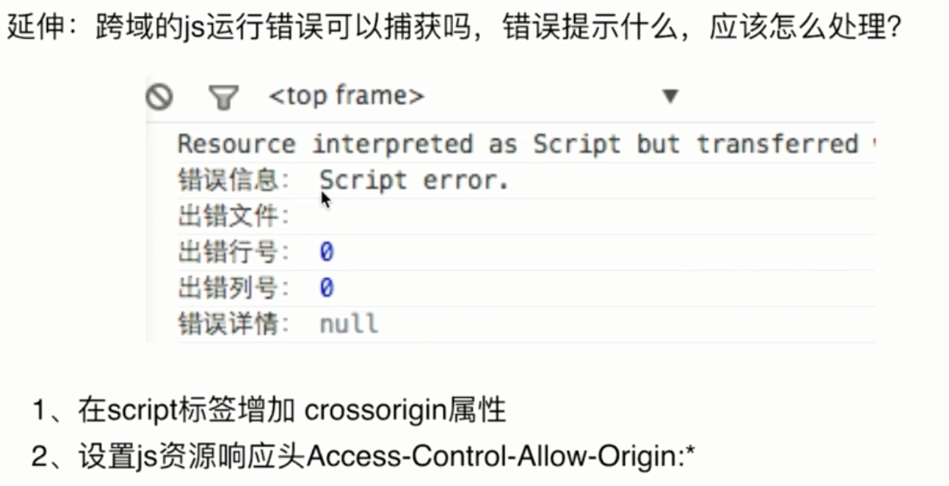 延伸：跨域的js运行错误可以捕获吗，错误提示什么，应该怎么处理？
<top frame>
Resource interpreted as Script but transferred
错误信息： Script error.
出错文件：
出错行号： 0
出错列号： 0
错误详情： null
1、在script标签增加 crossorigin属性
2、设置js资源响应头Access-Control-Allow-Origin:*